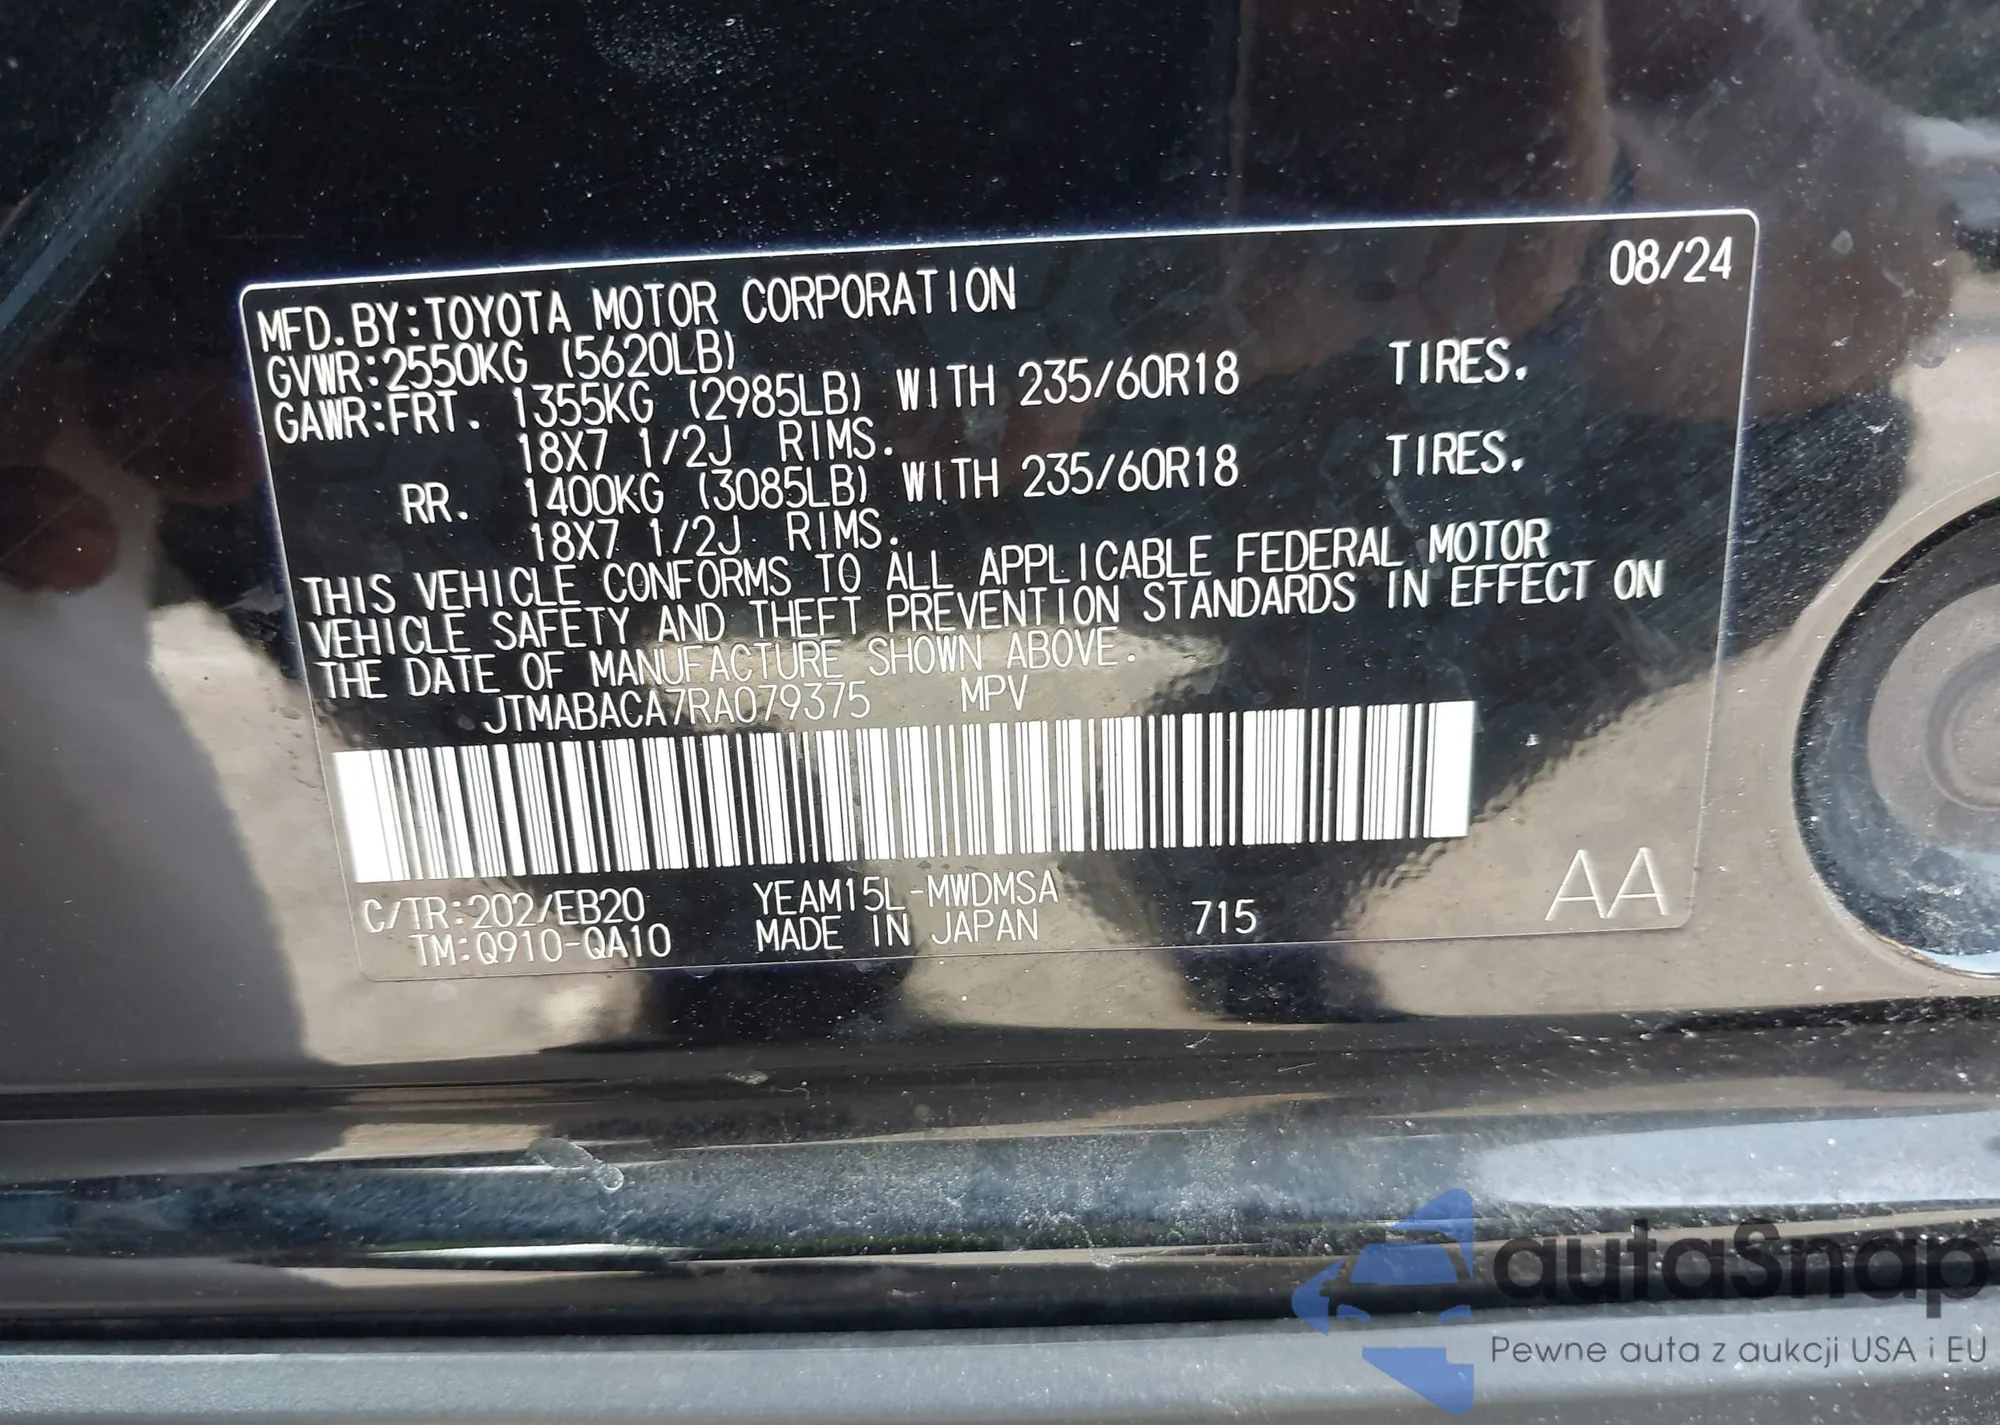 08/24
MFD.BY:TOYOTA MOTOR CORPORATION
GVWR:2550KG (5620LB)
GAWR:FRT. 1355KG (2985LB) WITH 235/60R18 TIRES.
18X7 1/2J RIMS.
RR. 1400KG (3085LB) WITH 235/60R18 TIRES.
18X7 1/2J RIMS.
THIS VEHICLE CONFORMS TO ALL APPLICABLE FEDERAL MOTOR
VEHICLE SAFETY AND THEFT PREVENTION STANDARDS IN EFFECT ON
THE DATE OF MANUFACTURE SHOWN ABOVE.
JTMABACA7RA079375 MPV
C/TR:202/EB20 YEAM15L-MWDMSA
TM:Q910-QA10 MADE IN JAPAN 715 AA
autaSnap
Pewne auta z aukcji USA i EU